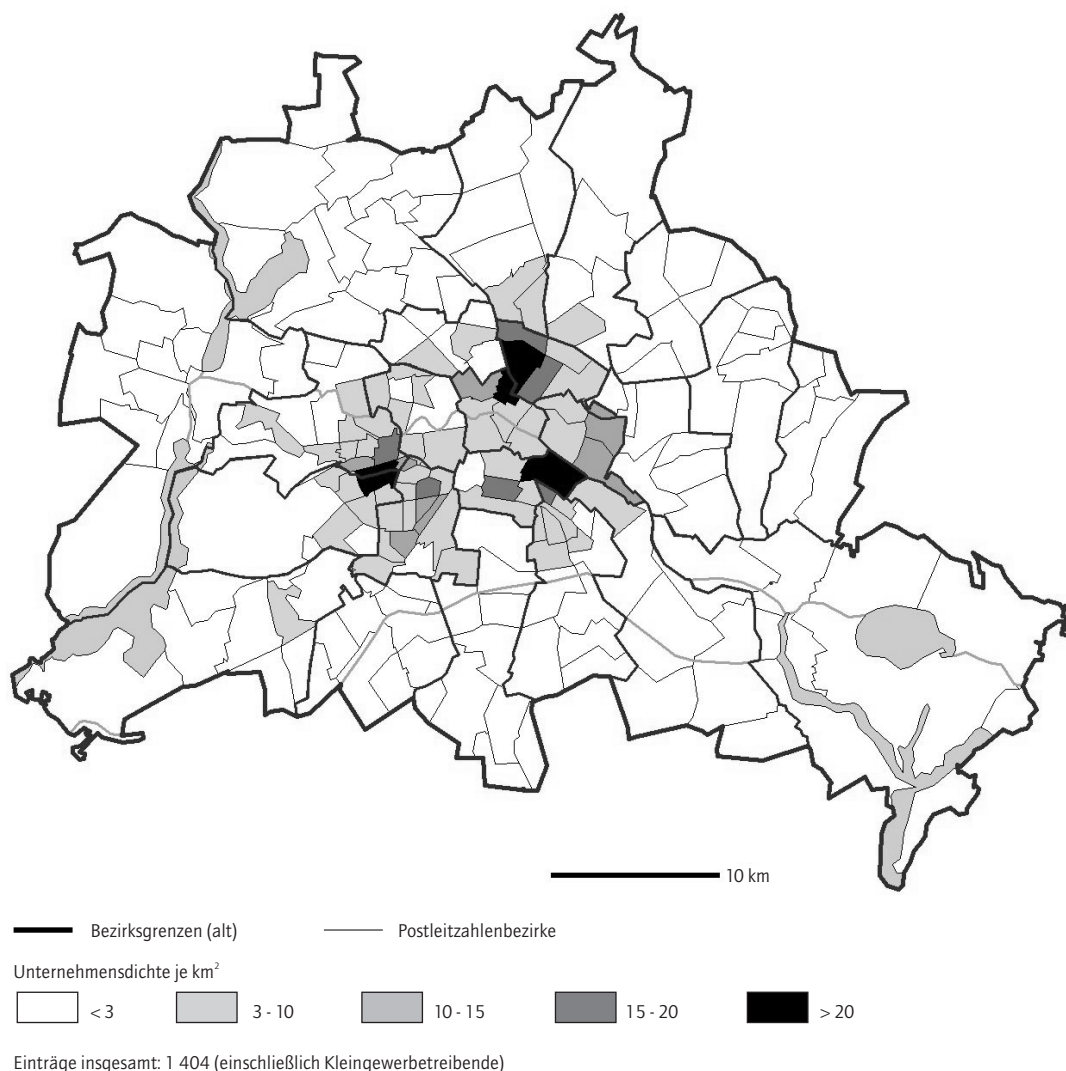 10 km
Bezirksgrenzen (alt) Postleitzahlenbezirke
Unternehmensdichte je km²
< 3 3 - 10 10 - 15 15 - 20 > 20
Einträge insgesamt: 1 404 (einschließlich Kleingewerbetreibende)